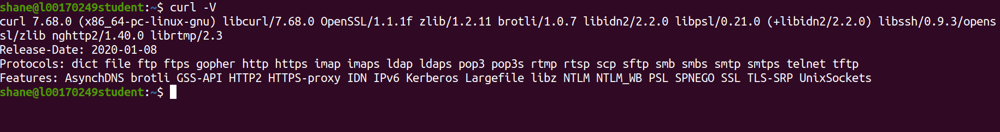 shane@l00170249student:~$ curl -V
curl 7.68.0 (x86_64-pc-linux-gnu) libcurl/7.68.0 OpenSSL/1.1.1f zlib/1.2.11 brotli/1.0.7 libidn2/2.2.0 libpsl/0.21.0 (+libidn2/2.2.0) libssh/0.9.3/opens
sl/zlib nghttp2/1.40.0 librtmp/2.3
Release-Date: 2020-01-08
Protocols: dict file ftp ftps gopher http https imap imaps ldap ldaps pop3 pop3s rtmp rtsp scp sftp smb smbs smtp smtps telnet tftp
Features: AsynchDNS brotli GSS-API HTTP2 HTTPS-proxy IDN IPv6 Kerberos Largefile libz NTLM NTLM_WB PSL SPNEGO SSL TLS-SRP UnixSockets
shane@l00170249student:~$